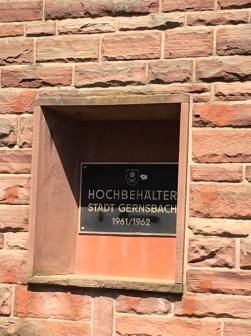 HOCHBEHÄLTER
STADT GERNSBACH
1961/1962